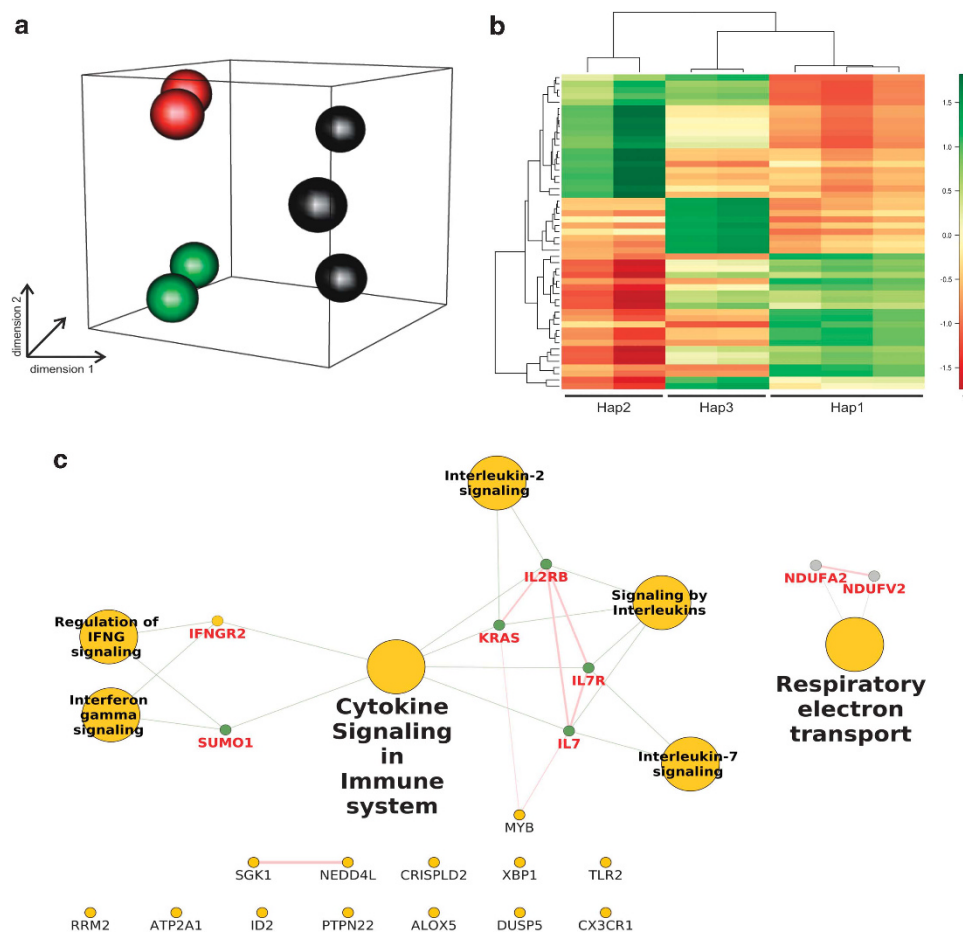 a
dimension 2
dimension 1
b
1.5
1.0
0.5
0.0
-0.5
-1.0
-1.5
Hap2
Hap3
Hap1
c
Interleukin-2
signaling
IL2RB
NDUFA2
NDUFV2
Regulation of
IFNG
signaling
IFNGR2
KRAS
Signaling by
Interleukins
Interferon
gamma
signaling
SUMO1
Cytokine
Signaling
in
Immune
system
IL7R
IL7
Interleukin-7
signaling
Respiratory
electron
transport
MYB
SGK1 NEDD4L CRISPLD2 XBP1 TLR2
RRM2 ATP2A1 ID2 PTPN22 ALOX5 DUSP5 CX3CR1